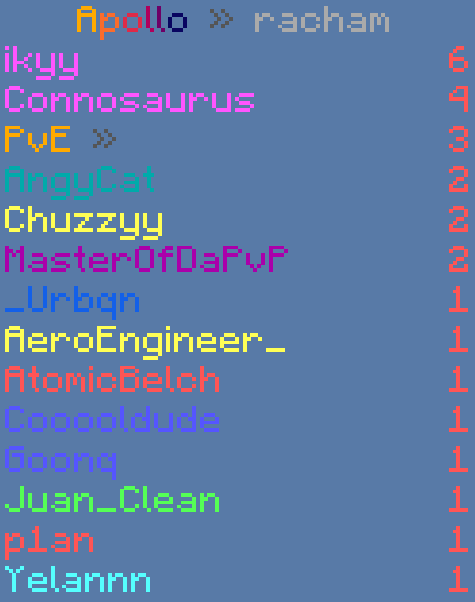 Apollo » racham
ikyy 6
Connosaurus 4
PvE » 3
AngyCat 2
Chuzzyy 2
MasterOfDaPvP 2
_Urbqn 1
AeroEngineer_ 1
AtomicBelch 1
Cooooldude 1
Goonq 1
Juan_Clean 1
p1an 1
Yelannn 1